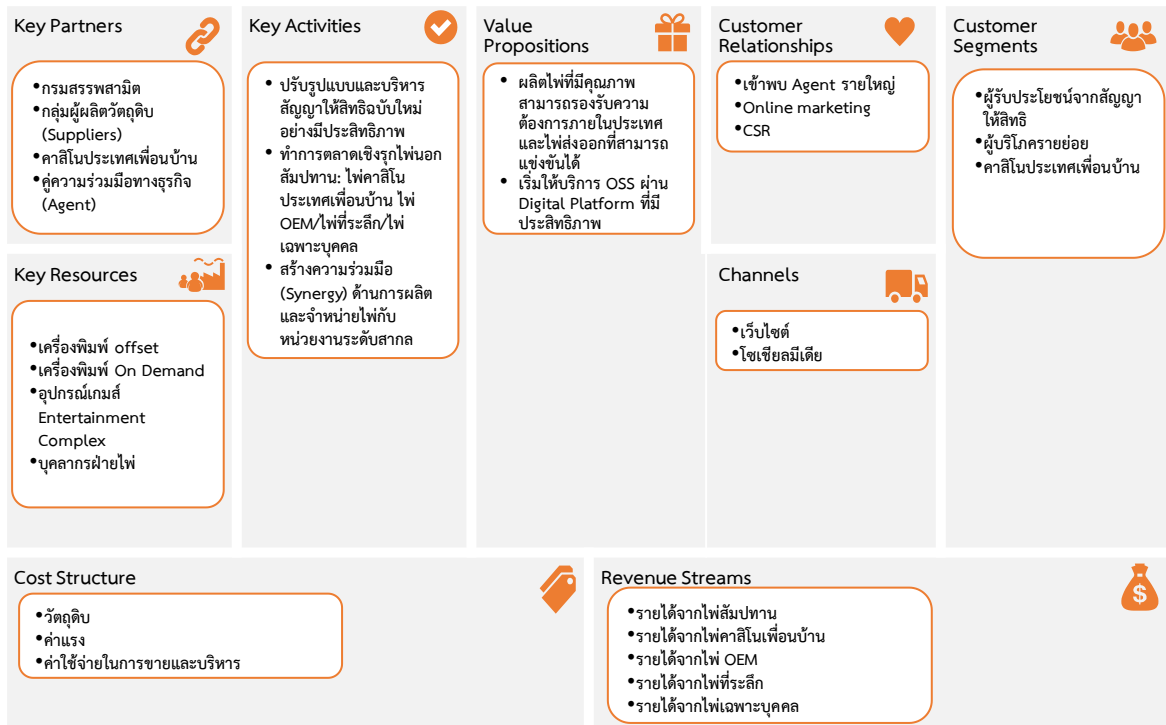 Key Partners
•กรมสรรพสามิต
•กลุ่มผู้ผลิตวัตถุดิบ
(Suppliers)
•คาสิโนประเทศเพื่อนบ้าน
•คู่ความร่วมมือทางธุรกิจ
(Agent)
Key Activities
• ปรับรูปแบบและบริหาร
สัญญาให้สิทธิฉบับใหม่
อย่างมีประสิทธิภาพ
• ทำการตลาดเชิงรุกไพ่นอก
สัมปทาน: ไพ่คาสิโน
ประเทศเพื่อนบ้าน ไพ่
OEM/ไพ่ที่ระลึก/ไพ่
เฉพาะบุคคล
• สร้างความร่วมมือ
(Synergy) ด้านการผลิต
และจำหน่ายไพ่กับ
หน่วยงานระดับสากล
Value
Propositions
• ผลิตไพ่ที่มีคุณภาพ
สามารถรองรับความ
ต้องการภายในประเทศ
และไพ่ส่งออกที่สามารถ
แข่งขันได้
• เริ่มให้บริการ OSS ผ่าน
Digital Platform ที่มี
ประสิทธิภาพ
Customer
Relationships
•เข้าพบ Agent รายใหญ่
•Online marketing
•CSR
Customer
Segments
•ผู้รับประโยชน์จากสัญญา
ให้สิทธิ
•ผู้บริโภครายย่อย
•คาสิโนประเทศเพื่อนบ้าน
Key Resources
•เครื่องพิมพ์ offset
•เครื่องพิมพ์ On Demand
•อุปกรณ์เกมส์
Entertainment
Complex
•บุคลากรฝ่ายไพ่
Channels
•เว็บไซต์
•โซเชียลมีเดีย
Cost Structure
•วัตถุดิบ
•ค่าแรง
•ค่าใช้จ่ายในการขายและบริหาร
Revenue Streams
$
•รายได้จากไพ่สัมปทาน
•รายได้จากไพ่คาสิโนเพื่อนบ้าน
•รายได้จากไพ่ OEM
•รายได้จากไพ่ที่ระลึก
•รายได้จากไพ่เฉพาะบุคคล